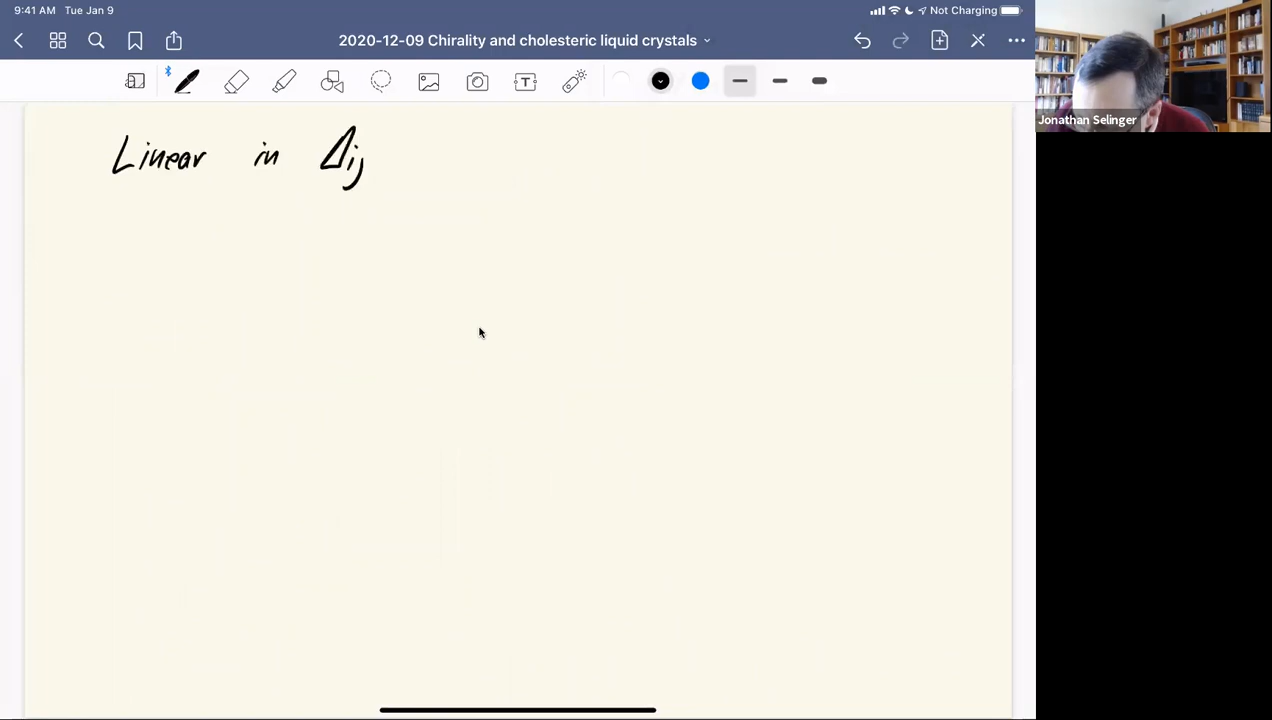 9:41 AM Tue Jan 9
Not Charging
2020-12-09 Chirality and cholesteric liquid crystals
T
Jonathan Selinger
Linear in Δij